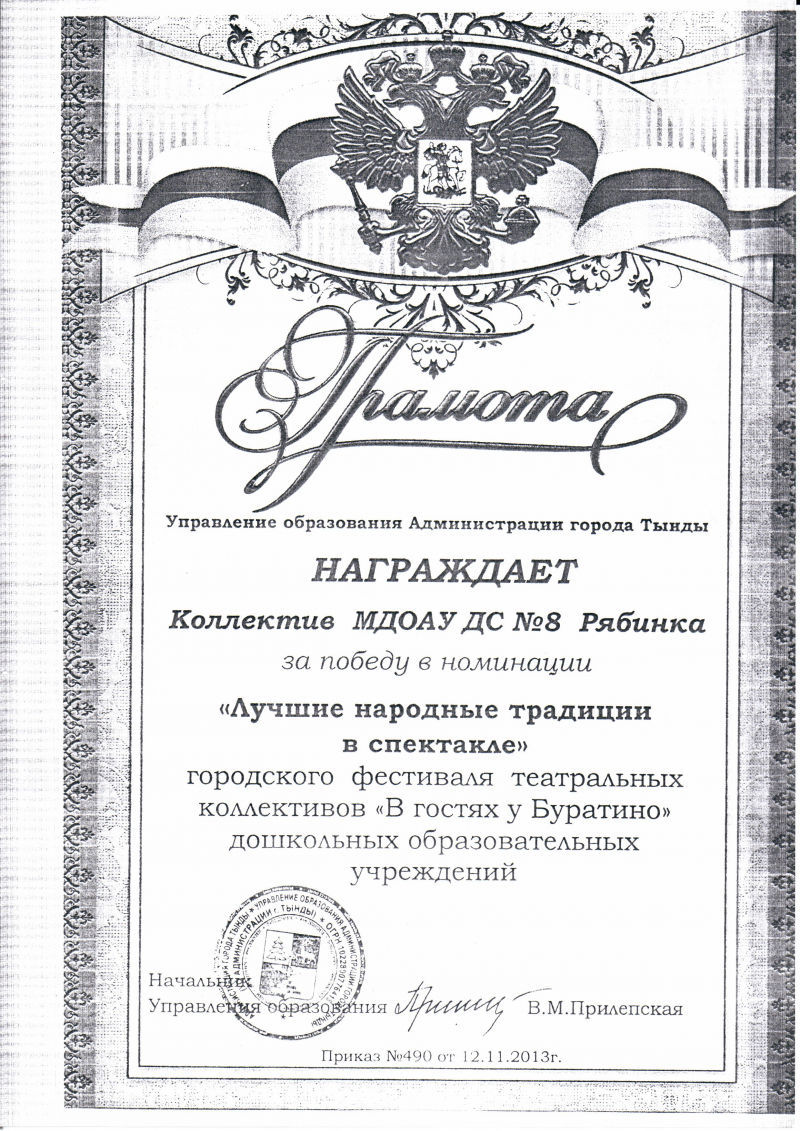 Грамота
Управление образования Администрации города Тынды
НАГРАЖДАЕТ
Коллектив МДОАУ ДС №8 Рябинка
за победу в номинации
«Лучшие народные традиции
в спектакле»
городского фестиваля театральных
коллективов «В гостях у Буратино»
дошкольных образовательных
учреждений
Начальник
Управления образования В.М.Прилепская
Приказ №490 от 12.11.2013г.